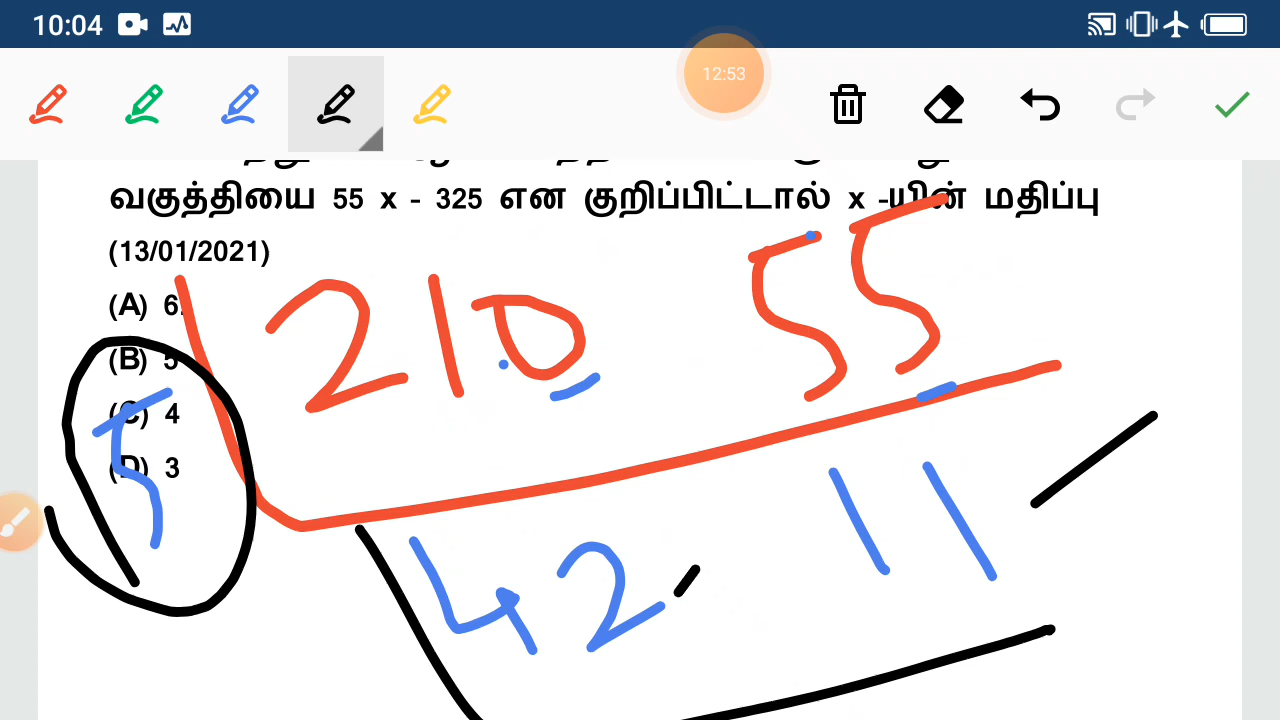 10:04
12:53
வகுத்தியை 55 x - 325 என குறிப்பிட்டால் x -யின் மதிப்பு
(13/01/2021)
(A) 6.
(B) 5
(C) 4
(D) 3
210 55
5
42 11